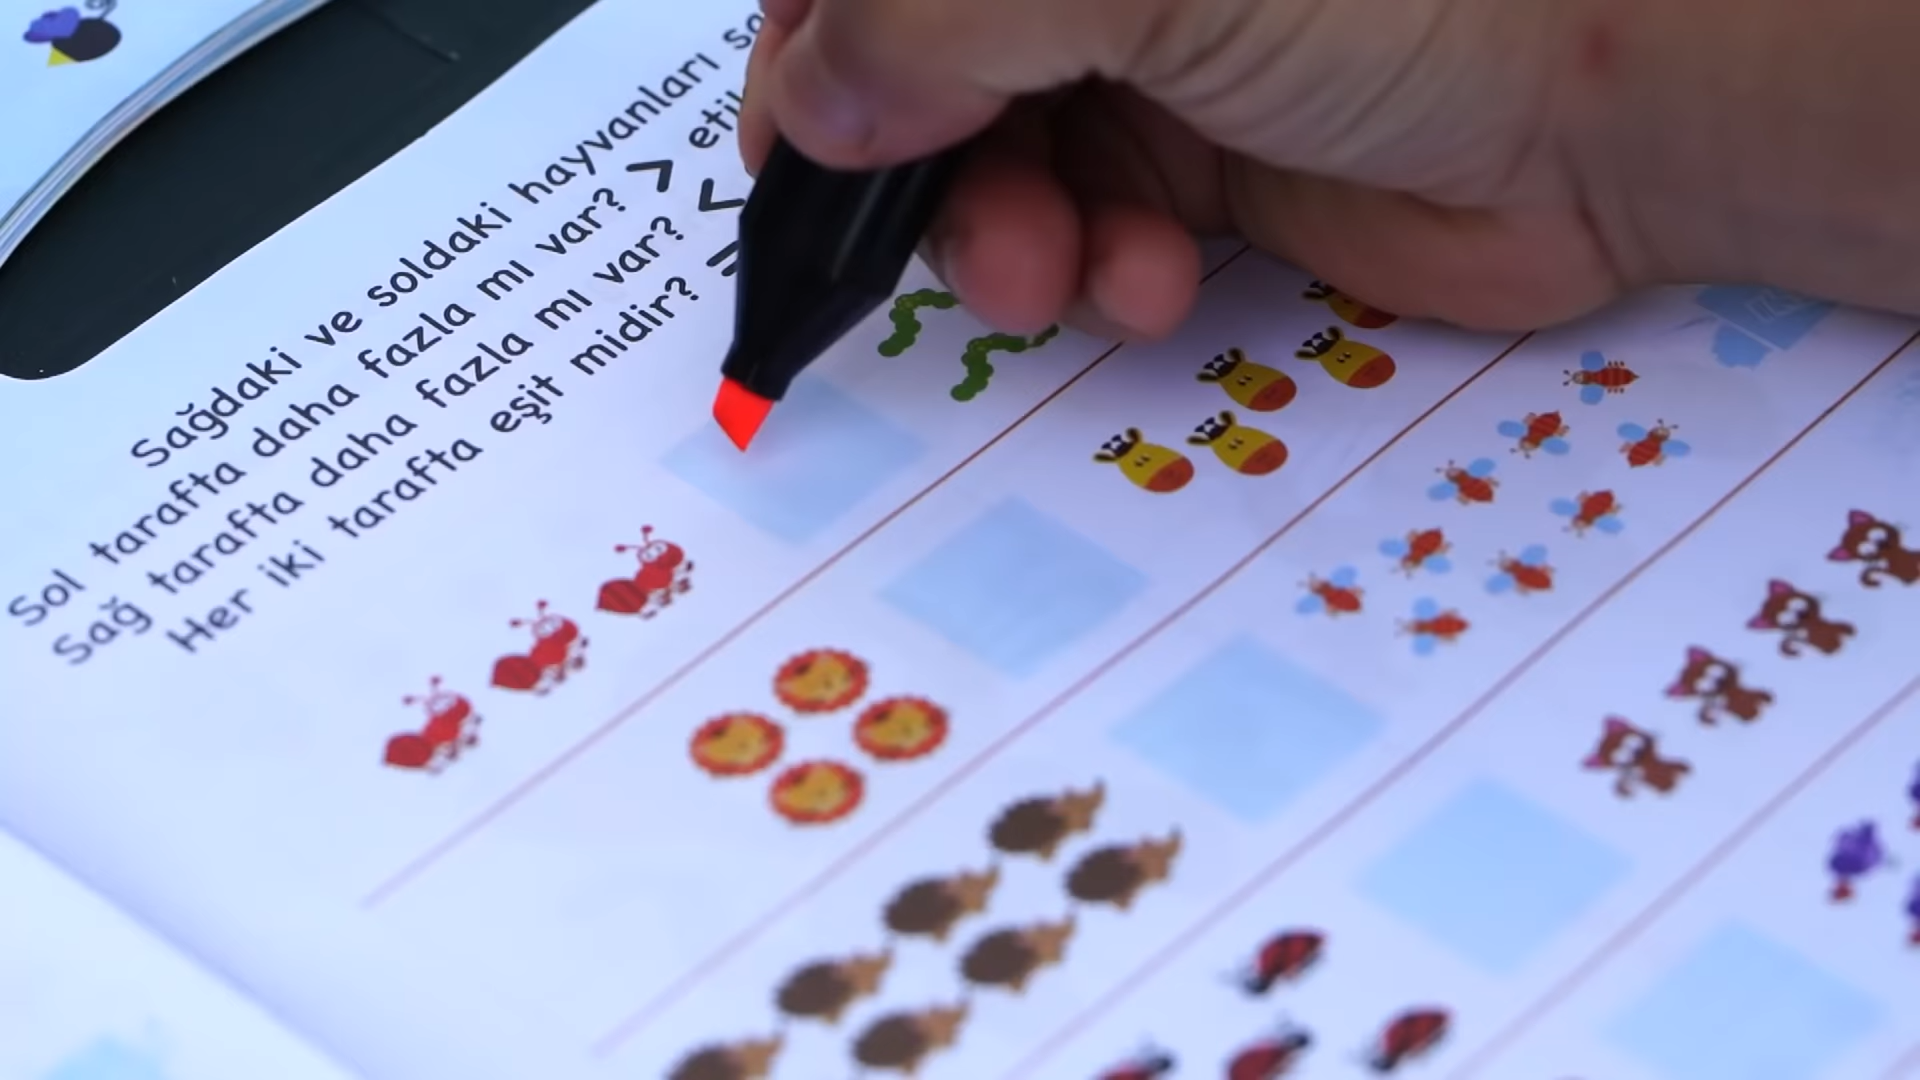 Sağdaki ve soldaki hayvanları
Sol tarafta daha fazla mı var? >
Sağ tarafta daha fazla mı var? <
Her iki tarafta eşit midir? =